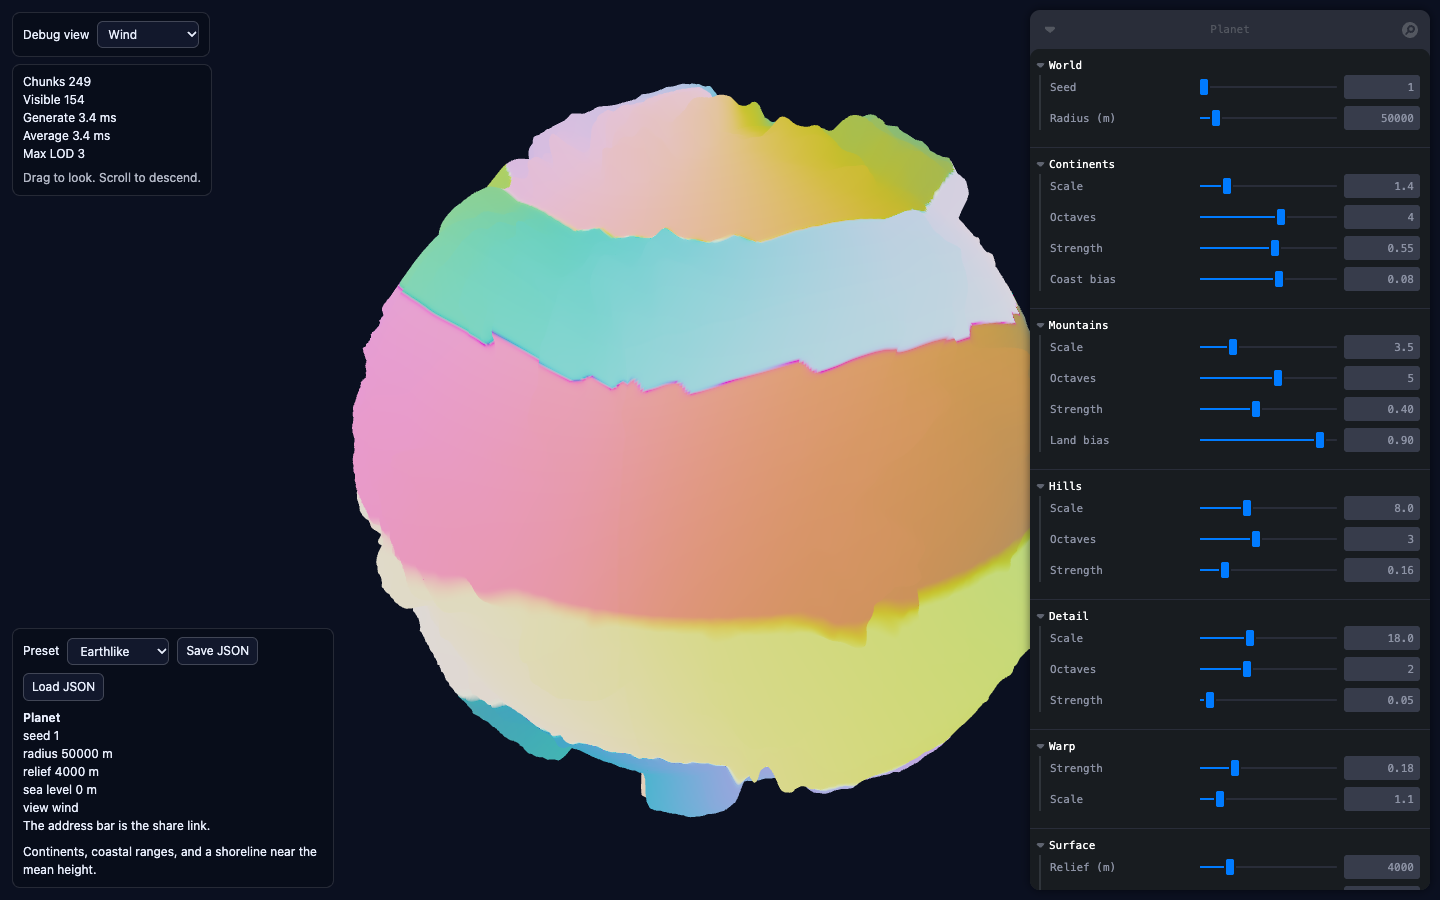 Debug view Wind
Chunks 249
Visible 154
Generate 3.4 ms
Average 3.4 ms
Max LOD 3
Drag to look. Scroll to descend.
Preset Earthlike Save JSON
Load JSON
Planet
seed 1
radius 50000 m
relief 4000 m
sea level 0 m
view wind
The address bar is the share link.
Continents, coastal ranges, and a shoreline near the
mean height.
Planet
World
Seed 1
Radius (m) 50000
Continents
Scale 1.4
Octaves 4
Strength 0.55
Coast bias 0.08
Mountains
Scale 3.5
Octaves 5
Strength 0.40
Land bias 0.90
Hills
Scale 8.0
Octaves 3
Strength 0.16
Detail
Scale 18.0
Octaves 2
Strength 0.05
Warp
Strength 0.18
Scale 1.1
Surface
Relief (m) 4000